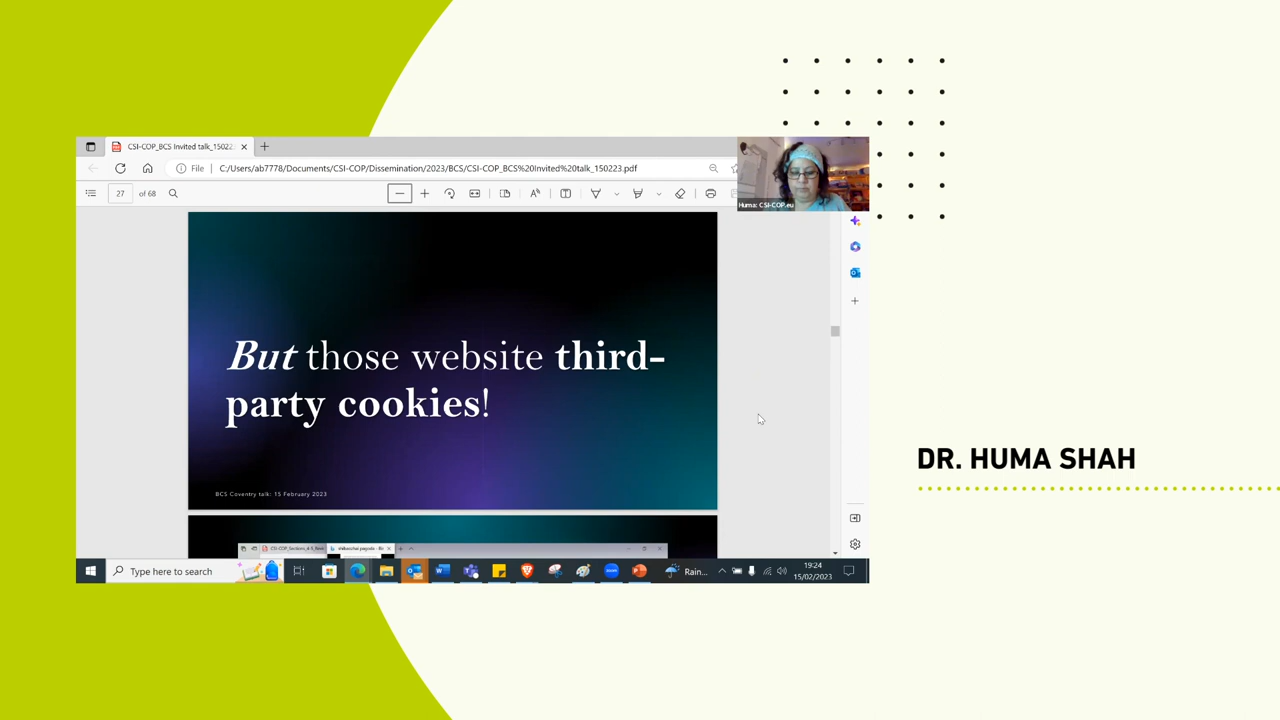 CSI-COP_BCS Invited talk_15022
File
C:/Users/ab7778/Documents/CSI-COP/Dissemination/2023/BCS/CSI-COP_BCS%20Invited%20talk_150223.pdf
27 of 68
Huma: CSI-COP.eu
But those website third-
party cookies!
BCS Coventry talk: 15 February 2023
DR. HUMA SHAH
Type here to search
Rain...
19:24
15/02/2023